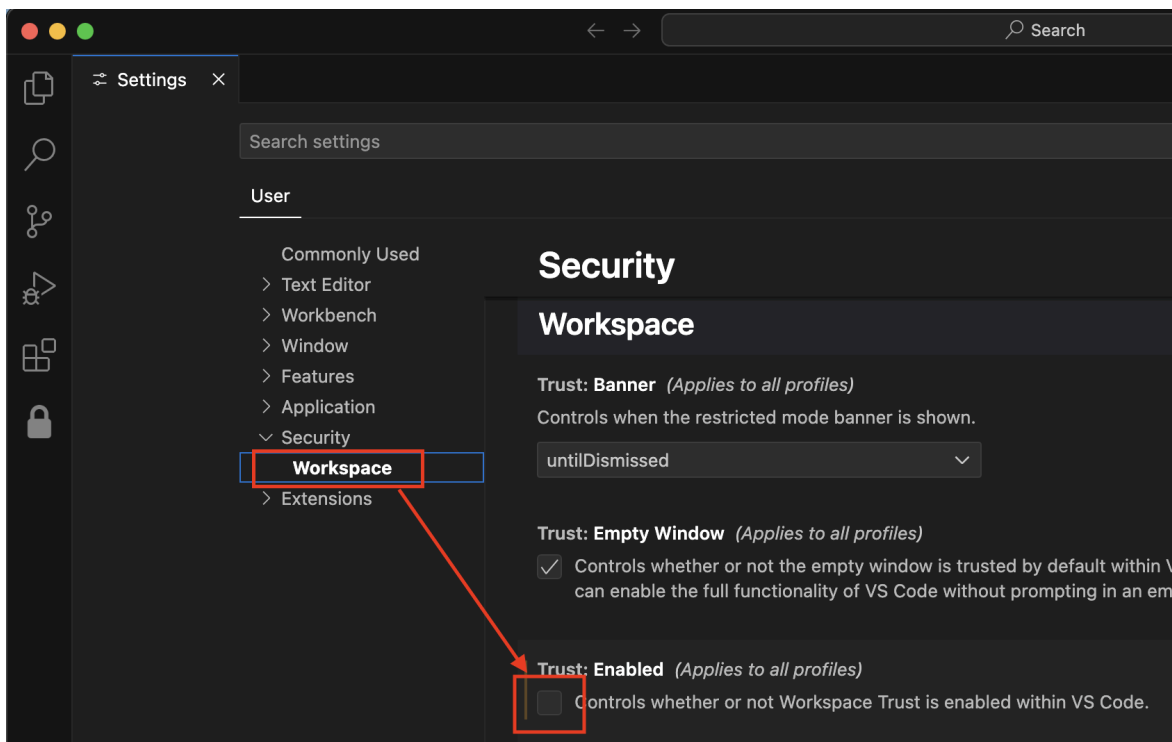 Search
Settings
Search settings
User
Commonly Used
Text Editor
Workbench
Window
Features
Application
Security
Workspace
Extensions
Security
Workspace
Trust: Banner (Applies to all profiles)
Controls when the restricted mode banner is shown.
untilDismissed
Trust: Empty Window (Applies to all profiles)
Controls whether or not the empty window is trusted by default within
can enable the full functionality of VS Code without prompting in an
Trust: Enabled (Applies to all profiles)
Controls whether or not Workspace Trust is enabled within VS Code.